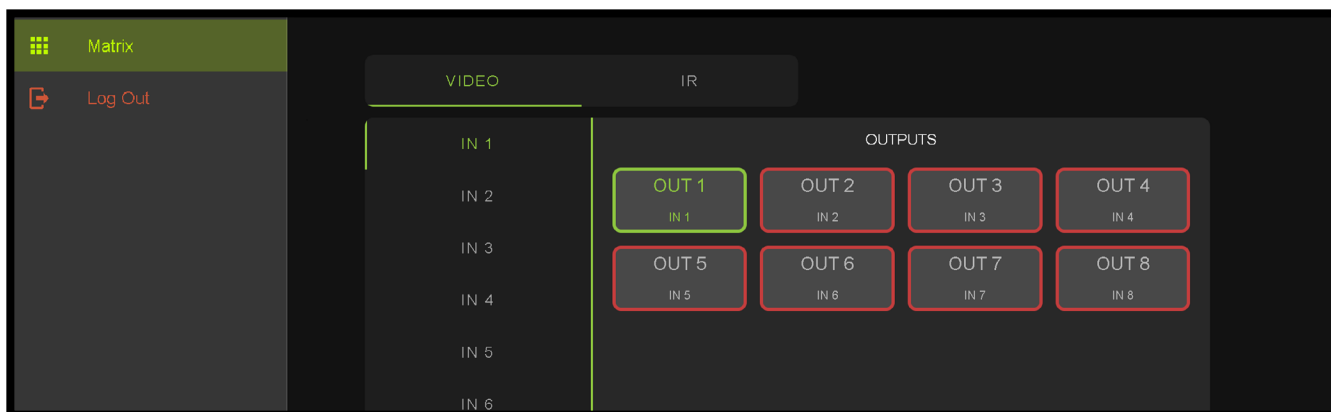 Matrix
Log Out
VIDEO IR
IN 1
IN 2
IN 3
IN 4
IN 5
IN 6
OUTPUTS
OUT 1 OUT 2 OUT 3 OUT 4
IN 1 IN 2 IN 3 IN 4
OUT 5 OUT 6 OUT 7 OUT 8
IN 5 IN 6 IN 7 IN 8